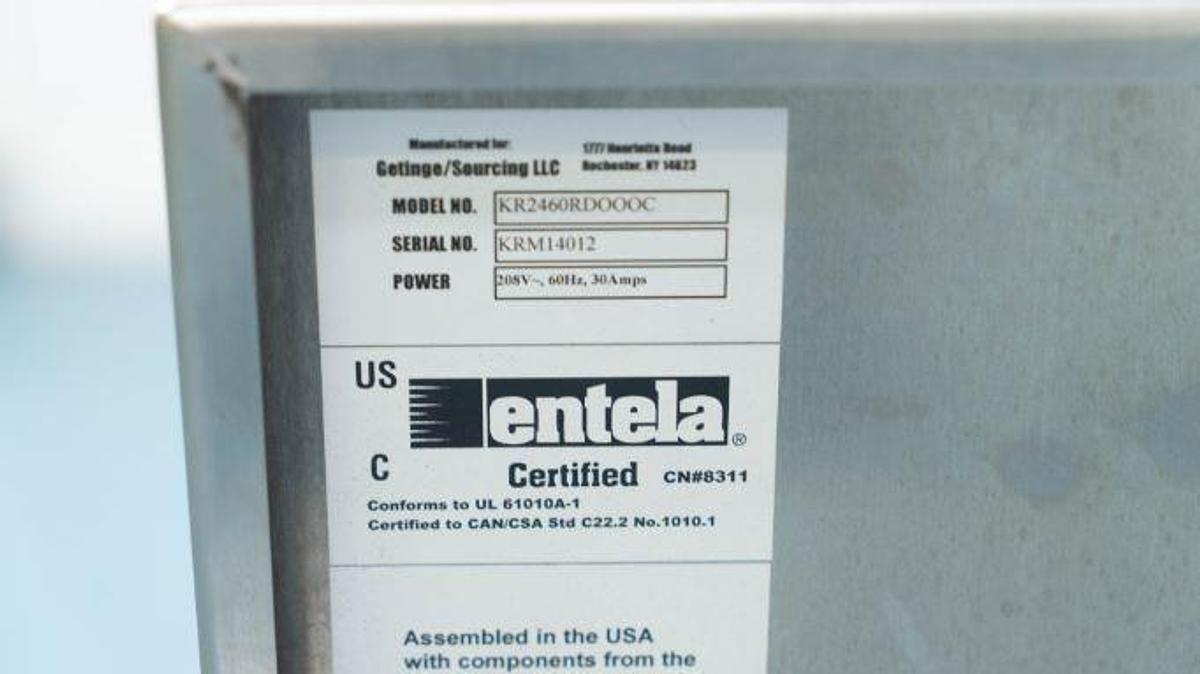 Manufactured for: 1777 Henrietta Road
Getinge/Sourcing LLC Rochester, NY 14623
MODEL NO. KR2460RDOOOC
SERIAL NO. KRM14012
POWER 208V~, 60Hz, 30Amps
US
entela®
C
Certified CN#8311
Conforms to UL 61010A-1
Certified to CAN/CSA Std C22.2 No.1010.1
Assembled in the USA
with components from the